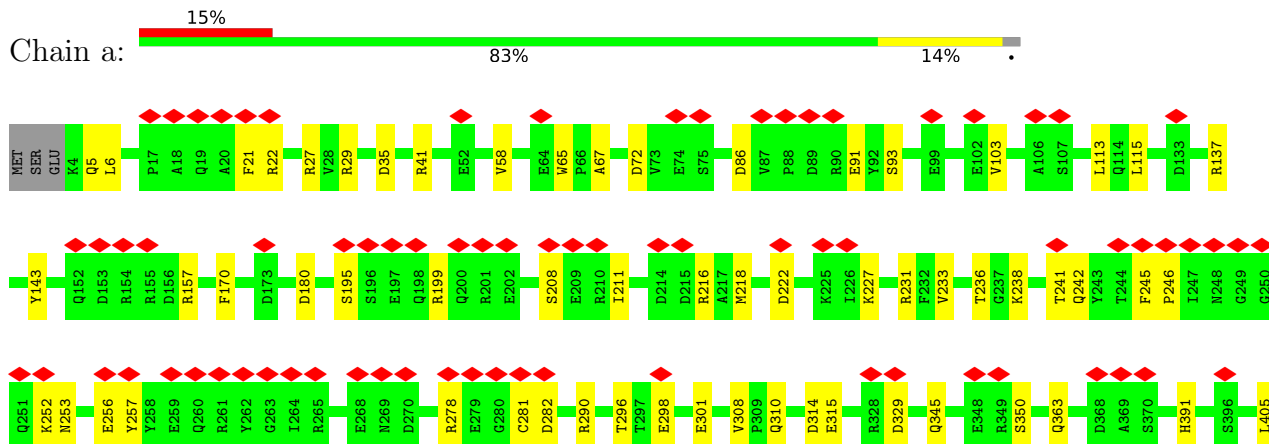 15%
Chain a:
83% 14% •
MET SER GLU K4 Q5 L6 P17 A18 Q19 A20 F21 R22 R27 V28 R29 D35 R41 E52 V58 E64 W65 P66 A67 D72 V73 E74 S75 D86 V87 P88 D89 R90 E91 Y92 S93 E99 E102 V103 A106 S107 L113 Q114 L115 D133 R137
Y143 Q152 D153 R154 R155 D156 R157 F170 D173 D180 S195 S196 E197 Q198 R199 Q200 R201 E202 S208 E209 R210 I211 D214 D215 R216 A217 M218 D222 K225 I226 K227 R231 F232 V233 T236 G237 K238 T241 Q242 Y243 T244 F245 P246 I247 N248 G249 G250
Q251 K252 N253 E256 Y257 Y258 E259 Q260 R261 Y262 G263 I264 R265 E268 N269 D270 R278 E279 G280 C281 D282 R290 T296 T297 E298 E301 V308 P309 Q310 D314 E315 R328 D329 Q345 E348 R349 S350 Q363 D368 A369 S370 H391 S396 L405